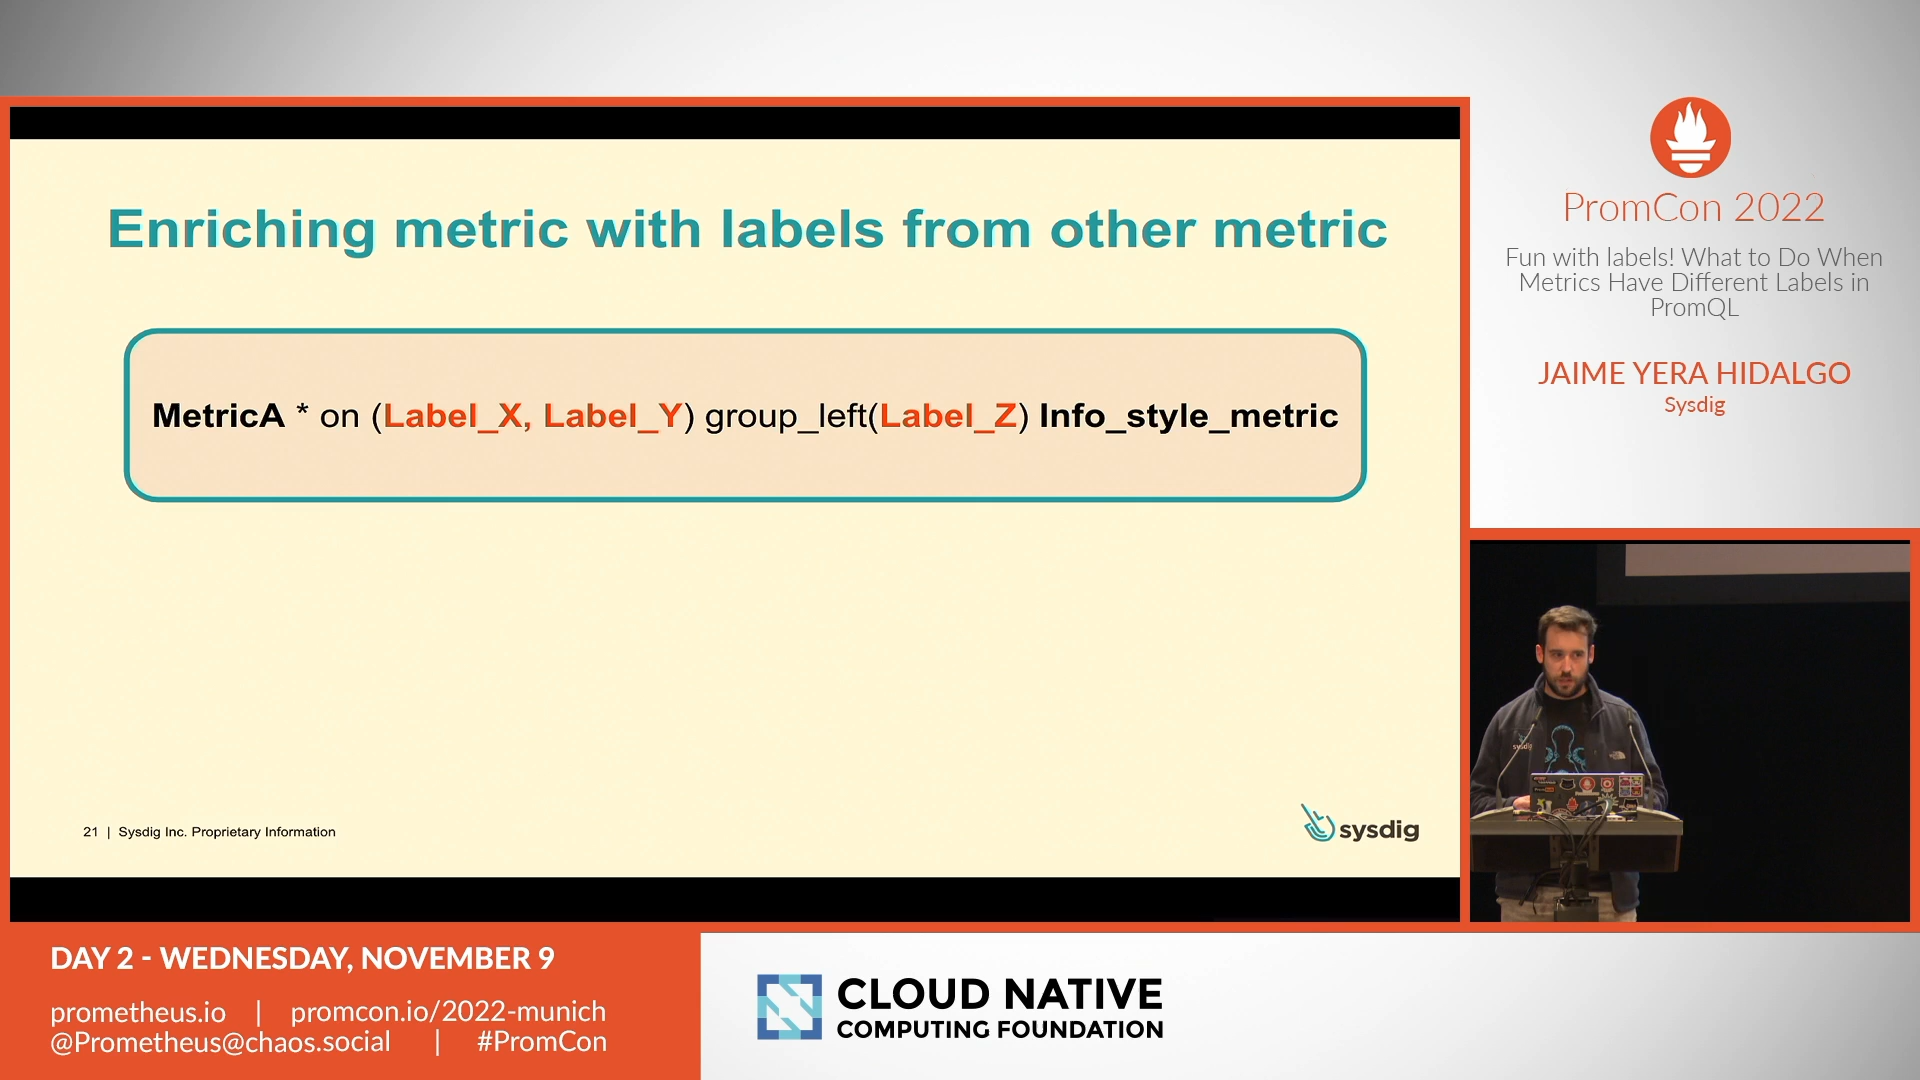 Enriching metric with labels from other metric
MetricA * on (Label_X, Label_Y) group_left(Label_Z) Info_style_metric
21 | Sysdig Inc. Proprietary Information
sysdig
PromCon 2022
Fun with labels! What to Do When
Metrics Have Different Labels in
PromQL
JAIME YERA HIDALGO
Sysdig
sysdig
DAY 2 - WEDNESDAY, NOVEMBER 9
prometheus.io | promcon.io/2022-munich
@Prometheus@chaos.social | #PromCon
CLOUD NATIVE
COMPUTING FOUNDATION